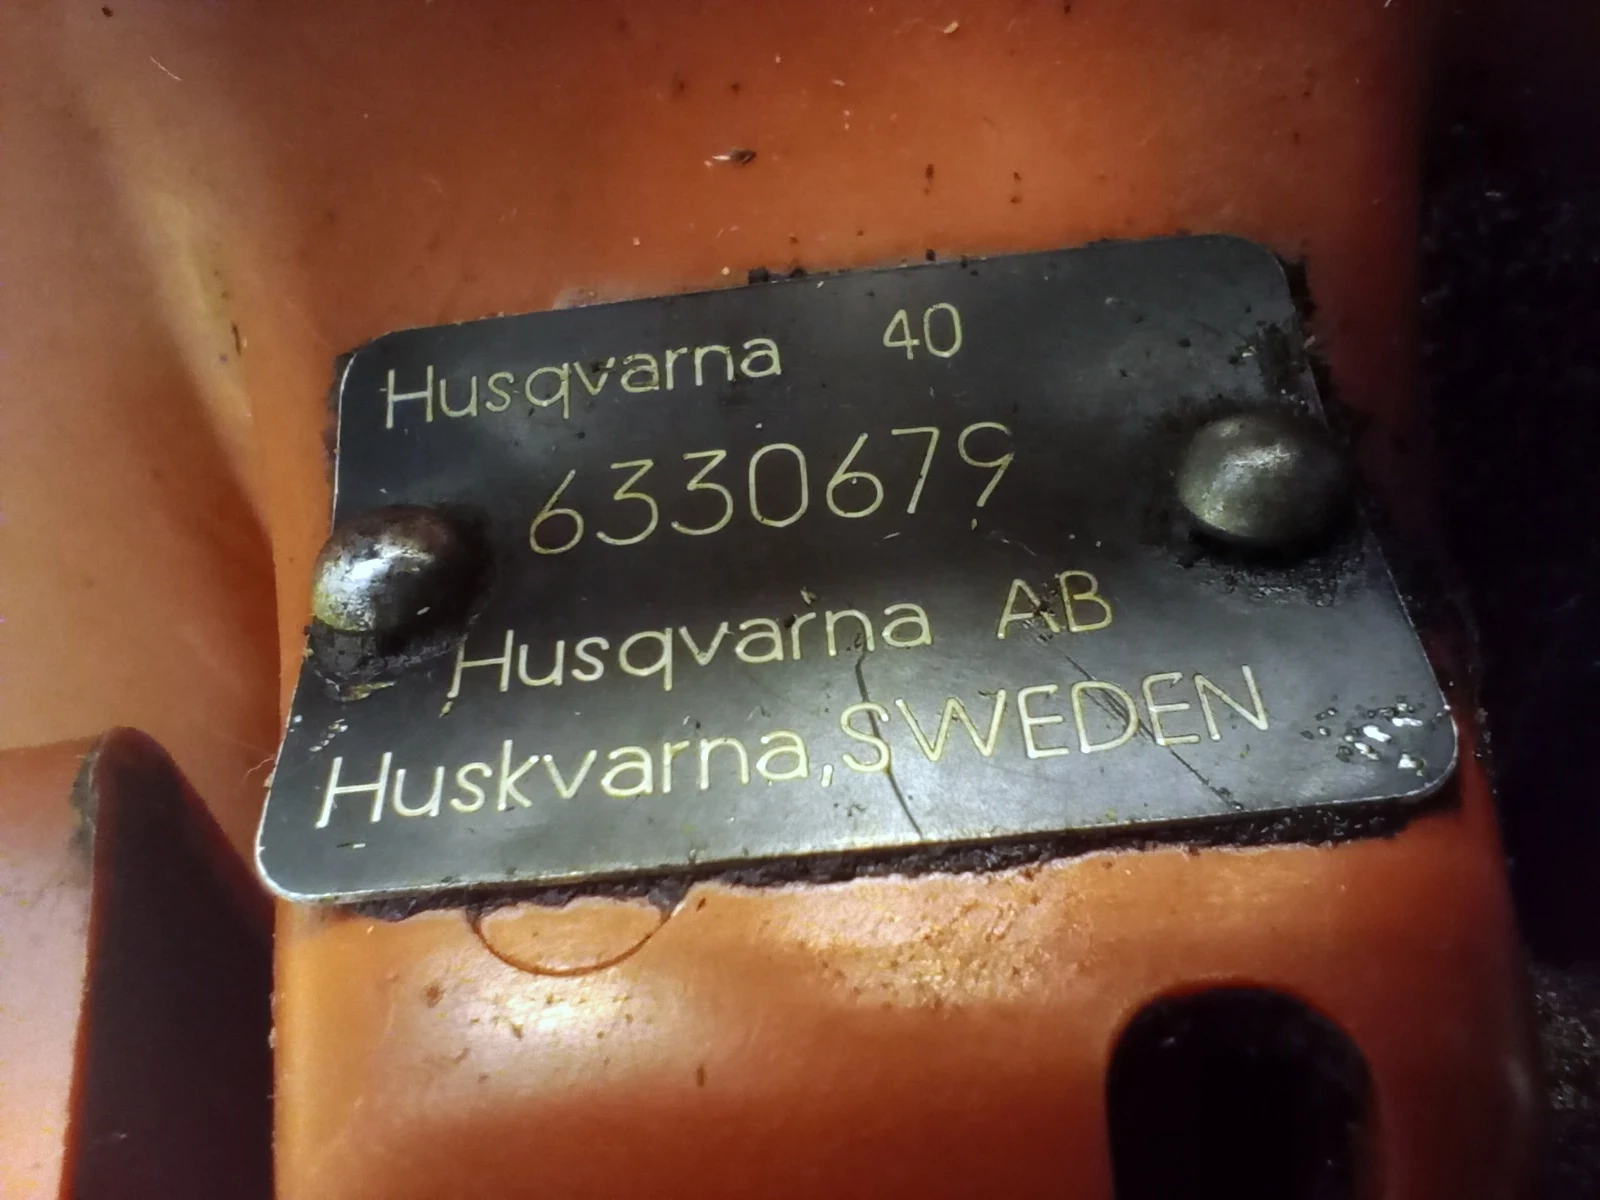 Husqvarna 40
6330679
Husqvarna AB
Huskvarna, SWEDEN